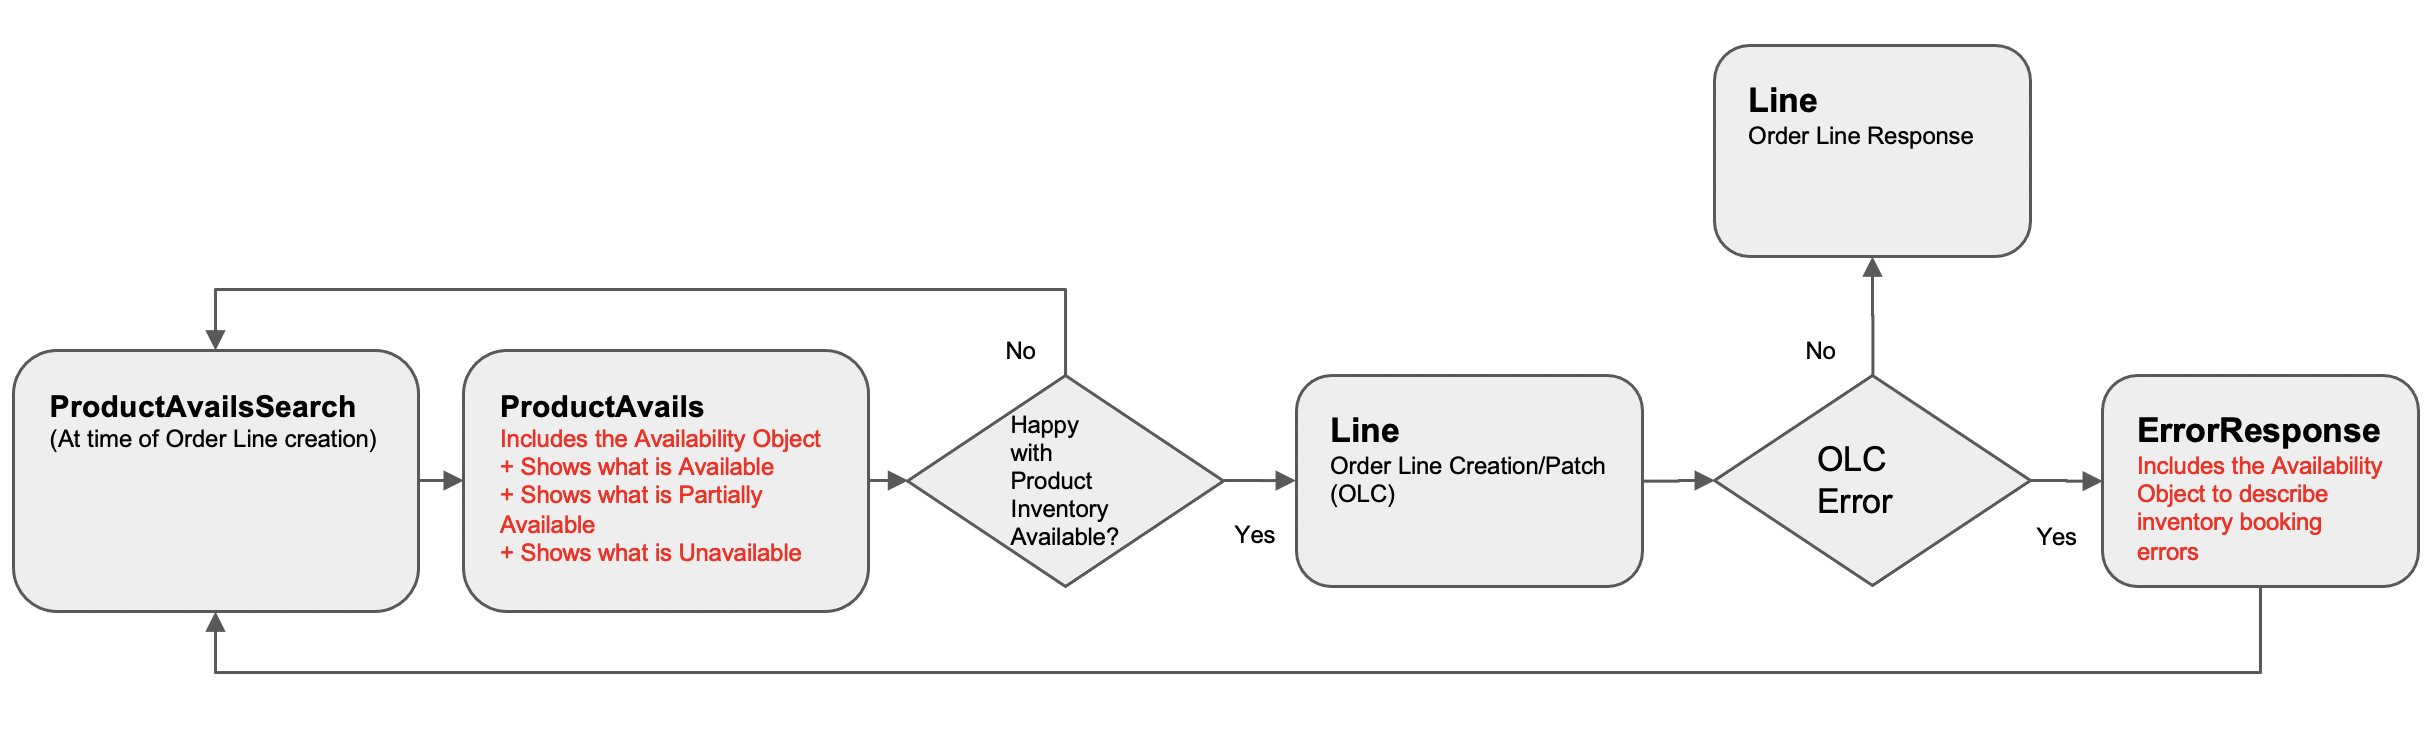 Line
Order Line Response
No
No
ProductAvailsSearch
(At time of Order Line creation)
ProductAvails
Includes the Availability Object
+ Shows what is Available
+ Shows what is Partially
Available
+ Shows what is Unavailable
Happy
with
Product
Inventory
Available?
Yes
Line
Order Line Creation/Patch
(OLC)
OLC
Error
Yes
ErrorResponse
Includes the Availability
Object to describe
inventory booking
errors